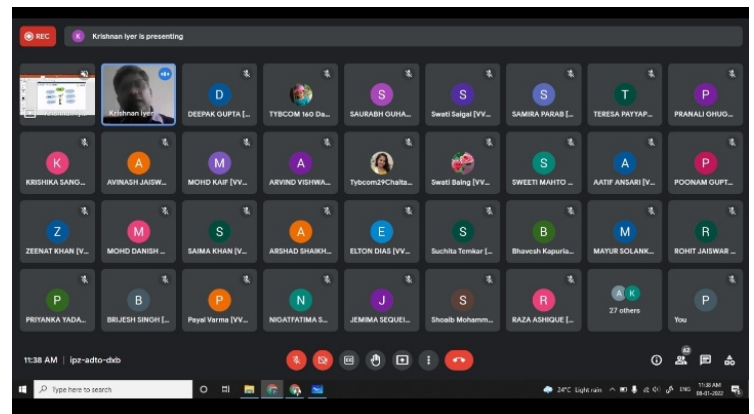 REC K Krishnan Iyer is presenting
Krishnan Iyer
D
DEEPAK GUPTA [...
TYBCOM 160 Da...
S
SAURABH GUHA...
S
Swati Salgai [VV...
S
SAMIRA PARAB [...
T
TERESA PAYYAP...
P
PRANALI GHUG...
K
KRISHIKA SANG...
A
AVINASH JAISW...
M
MOHD KAIF [VV...
A
ARVIND VISHWA...
Tybcom29Chaita...
Swati Baing [VV...
S
SWEETI MAHTO ...
A
AATIF ANSARI [V...
P
POONAM GUPT...
Z
ZEENAT KHAN [V...
M
MOHD DANISH ...
S
SAIMA KHAN [V...
A
ARSHAD SHAIKH...
E
ELTON DIAS [VV...
S
Suchita Temkar [...
B
Bhavesh Kapuria...
M
MAYUR SOLANK...
R
ROHIT JAISWAR ...
P
PRIYANKA YADA...
B
BRIJESH SINGH [...
P
Payal Varma [VV...
N
NIGATFATIMA S...
J
JEMIMA SEQUEI...
S
Shoaib Mohamm...
R
RAZA ASHIQUE [...
A K
27 others
P
You
11:38 AM | ipz-adto-dxb
62
Type here to search
24°C Light rain
ENG
11:38 AM
08-01-2022